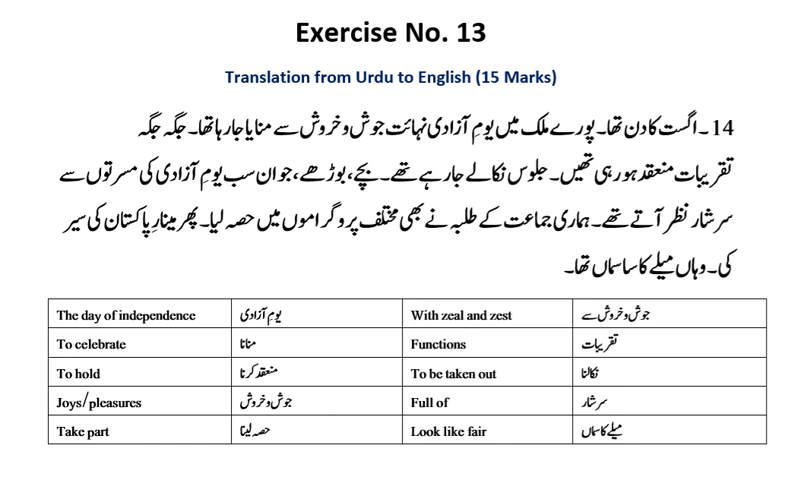 Exercise No. 13
Translation from Urdu to English (15 Marks)
14۔اگست کا دن تھا۔ پورے ملک میں یومِ آزادی نہائت جوش و خروش سے منایا جا رہا تھا۔ جگہ جگہ
تقریبات منعقد ہو رہی تھیں۔ جلوس نکالے جا رہے تھے۔ بچے، بوڑھے، جوان سب یومِ آزادی کی مسرتوں سے
سرشار نظر آتے تھے۔ ہماری جماعت کے طلبہ نے بھی مختلف پروگراموں میں حصہ لیا۔ پھر مینارِ پاکستان کی سیر
کی۔ وہاں میلے کا سا سماں تھا۔
The day of independence یومِ آزادی With zeal and zest جوش و خروش سے
To celebrate منانا Functions تقریبات
To hold منعقد کرنا To be taken out نکالنا
Joys/pleasures جوش و خروش Full of سرشار
Take part حصہ لینا Look like fair میلے کا سماں